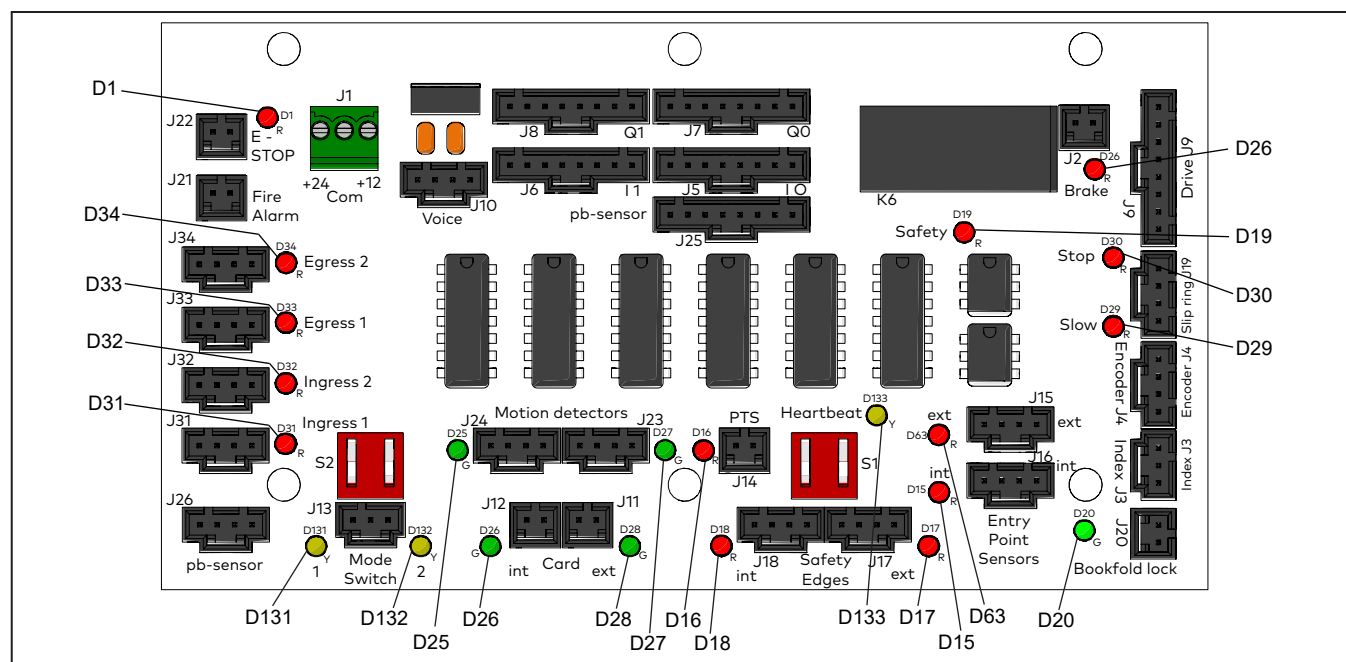 D1
J22
D1
R
E -
STOP
J1
+24
+12
Com
J10
Voice
J8
Q1
J7
Q0
J6
I1
J5
I0
pb-sensor
J25
K6
J2
D26
R
Brake
Drive J9
J9
D26
J21
Fire
Alarm
D34
J34
D34
R
Egress 2
D33
J33
D33
R
Egress 1
D32
J32
D32
R
Ingress 2
D31
J31
D31
R
Ingress 1
Safety
D19
R
D19
Stop
D30
R
D30
Slip ring J19
Slow
D29
R
D29
Encoder J4
Encoder J4
S2
J24
Motion detectors
J23
D25
G
D27
G
D16
R
PTS
J14
Heartbeat
D133
Y
S1
ext
D63
R
int
D15
R
J15
ext
J16
int
Entry
Point
Sensors
Index J3
Index J3
J26
pb-sensor
D131
Y
1
J13
Mode
Switch
D132
Y
2
D26
G
int
J12
Card
J11
D28
G
ext
D18
R
int
J18
Safety
Edges
J17
ext
D17
R
D20
G
J20
Bookfold lock
D131
D132
D25
D26
D28
D27
D16
D18
D133
D17
D15
D63
D20